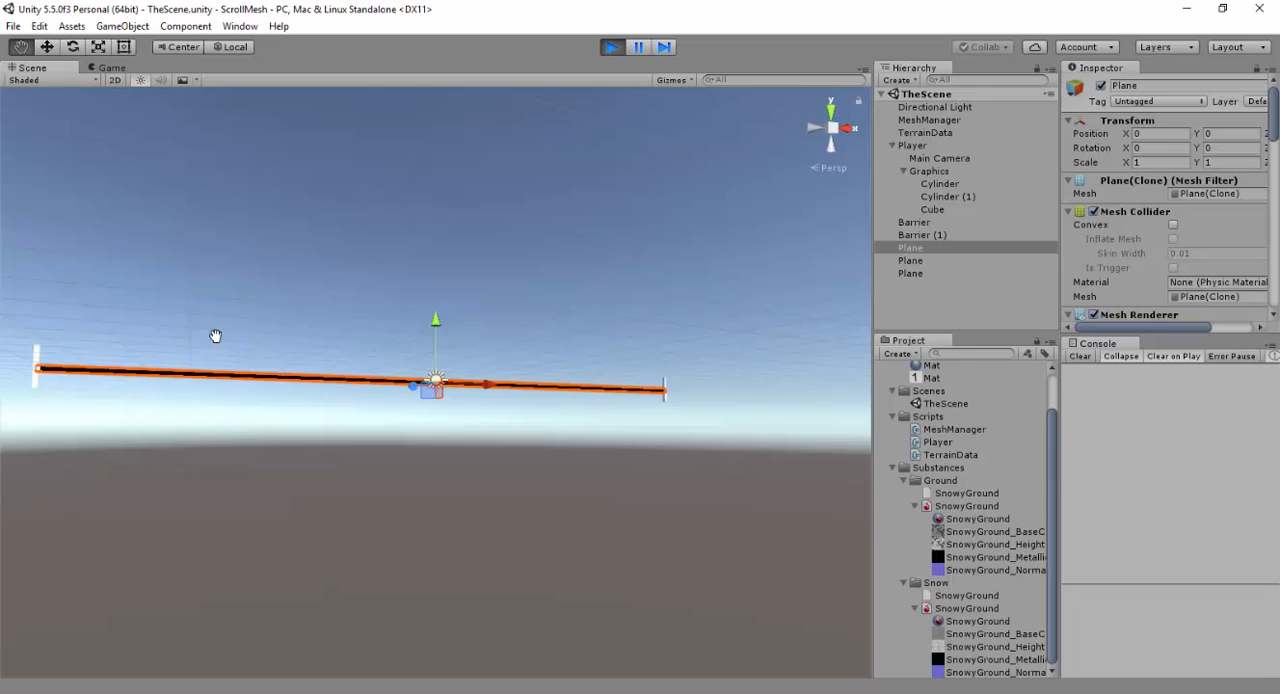 Unity 5.5.0f3 Personal (64bit) - TheScene.unity - ScrollMesh - PC, Mac & Linux Standalone <DX11>
File Edit Assets GameObject Component Window Help
Center Local Collab Account Layers Layout
Scene Game
Shaded 2D Gizmos All
y
x
Persp
Hierarchy
Create All
TheScene
Directional Light
MeshManager
TerrainData
Player
Main Camera
Graphics
Cylinder
Cylinder (1)
Cube
Barrier
Barrier (1)
Plane
Plane
Plane
Project
Create
Mat
Mat
Scenes
TheScene
Scripts
MeshManager
Player
TerrainData
Substances
Ground
SnowyGround
SnowyGround
SnowyGround
SnowyGround_BaseC
SnowyGround_Height
SnowyGround_Metalli
SnowyGround_Norma
Snow
SnowyGround
SnowyGround
SnowyGround
SnowyGround_BaseC
SnowyGround_Height
SnowyGround_Metalli
SnowyGround_Norma
Inspector
Plane
Tag Untagged Layer Defa
Transform
Position X 0 Y 0 Z
Rotation X 0 Y 0 Z
Scale X 1 Y 1 Z
Plane(Clone) (Mesh Filter)
Mesh Plane(Clone)
Mesh Collider
Convex
Inflate Mesh
Skin Width 0.01
Is Trigger
Material None (Physic Material
Mesh Plane(Clone)
Mesh Renderer
Console
Clear Collapse Clear on Play Error Pause